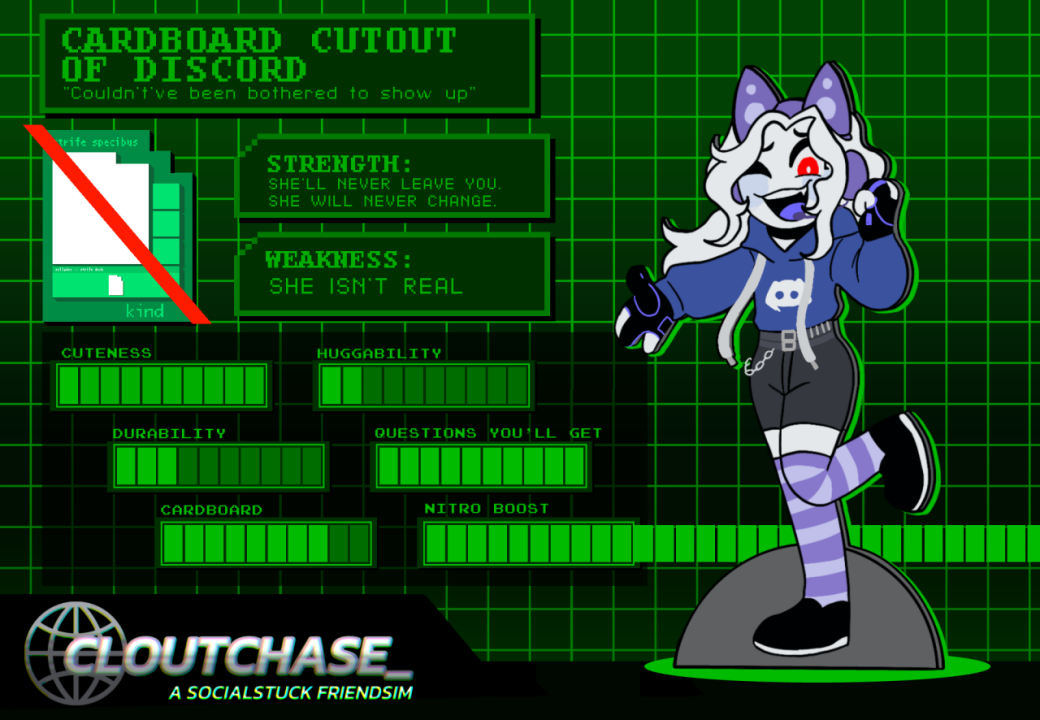 CARDBOARD CUTOUT
OF DISCORD
"Couldn't've been bothered to show up"
strife specibus
kind
STRENGTH:
SHE'LL NEVER LEAVE YOU.
SHE WILL NEVER CHANGE.
WEAKNESS:
SHE ISN'T REAL
CUTENESS
HUGGABILITY
DURABILITY
QUESTIONS YOU'LL GET
CARDBOARD
NITRO BOOST
CLOUTCHASE_
A SOCIALSTUCK FRIENDSIM